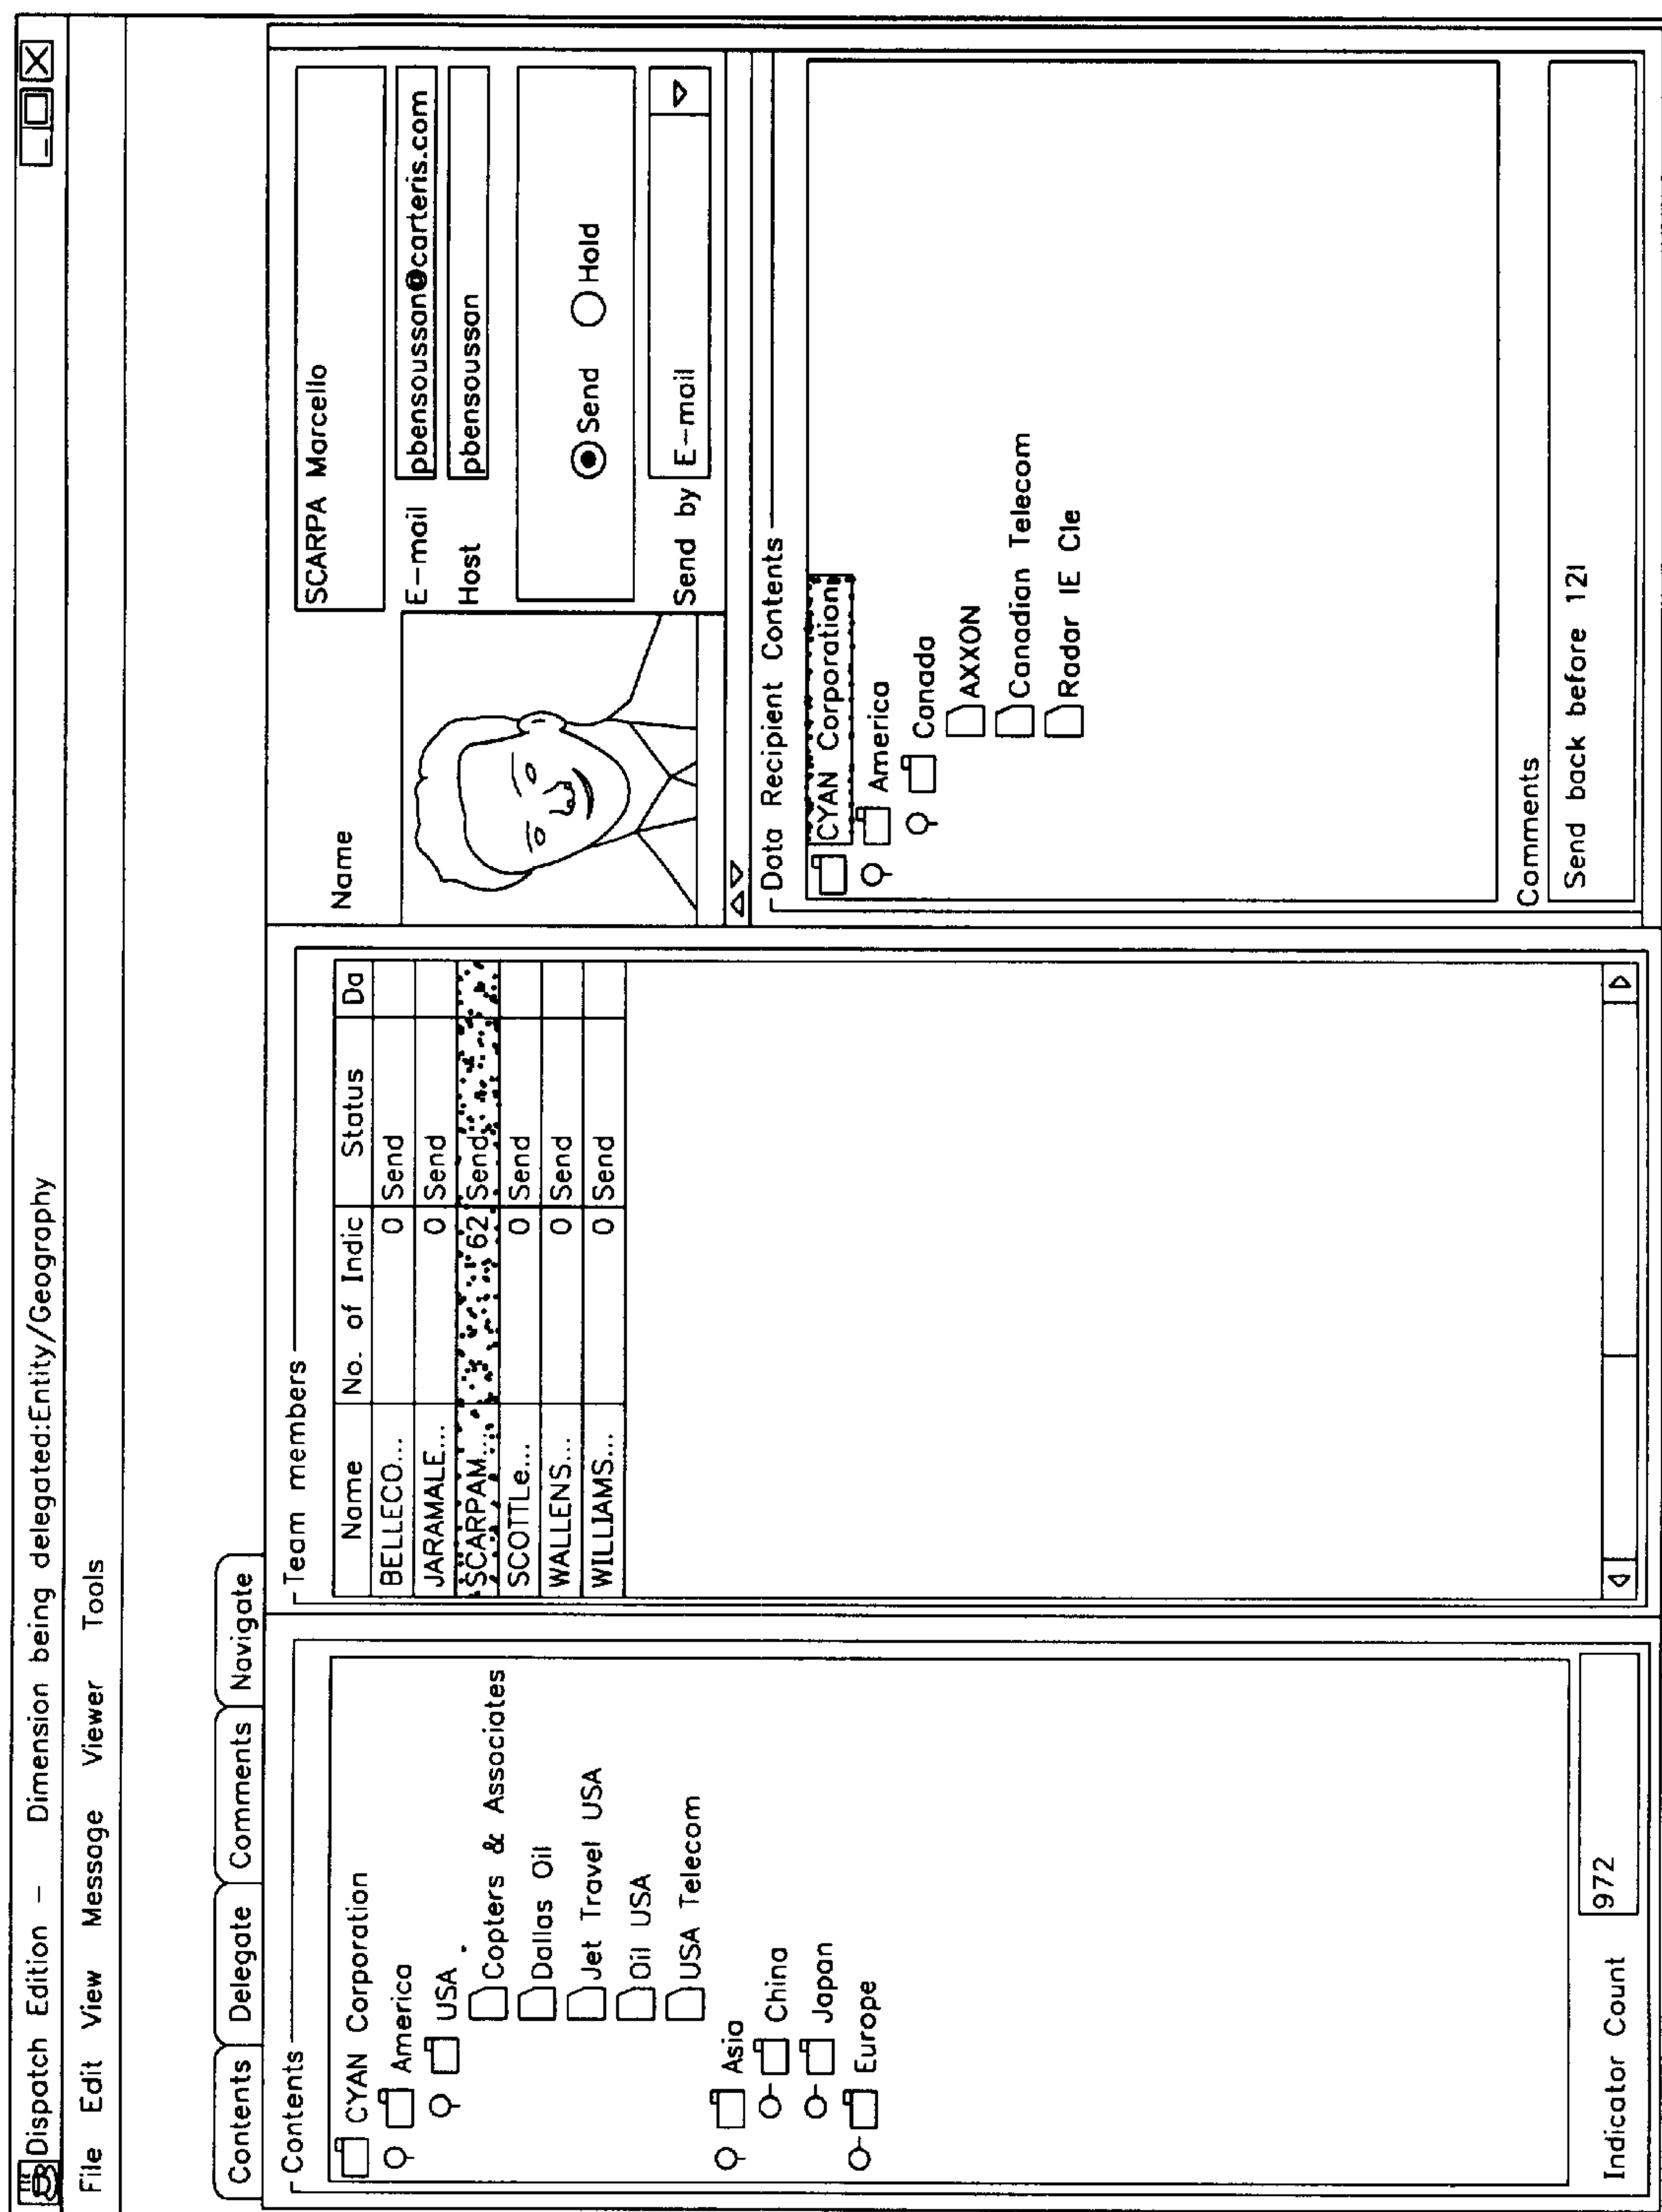 Dispatch Edition - Dimension being delegated:Entity/Geography
File Edit View Message Viewer Tools
Contents Delegate Comments Navigate
Contents
CYAN Corporation
America
USA
Copters & Associates
Dallas Oil
Jet Travel USA
Oil USA
USA Telecom
Asia
China
Japan
Europe
Indicator Count 972
Team members
Name No. of Indic Status Da
BELLECO... 0 Send
JARAMALE... 0 Send
SCARPAM... 62 Send
SCOTTLe... 0 Send
WALLENS... 0 Send
WILLIAMS... 0 Send
Name SCARPA Marcello
E-mail pbensoussan@carteris.com
Host pbensoussan
Send Hold
Send by E-mail
Data Recipient Contents
CYAN Corporation
America
Canada
AXXON
Canadian Telecom
Radar IE Cie
Comments
Send back before 12!